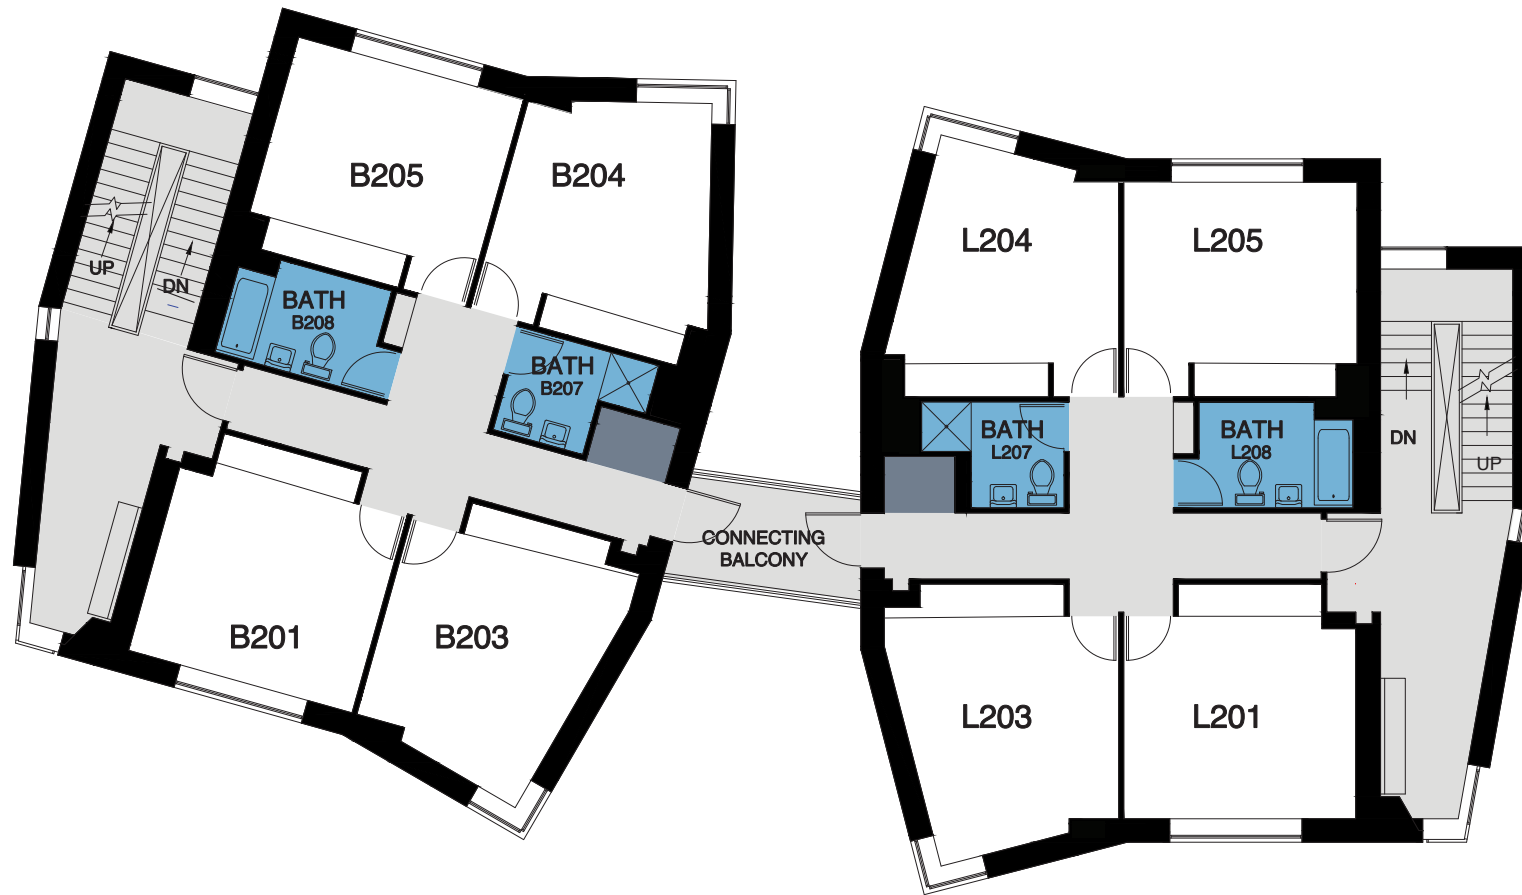 B205
B204
UP
DN
BATH
B208
BATH
B207
B201
B203
CONNECTING
BALCONY
L204
L205
BATH
L207
BATH
L208
DN
UP
L203
L201